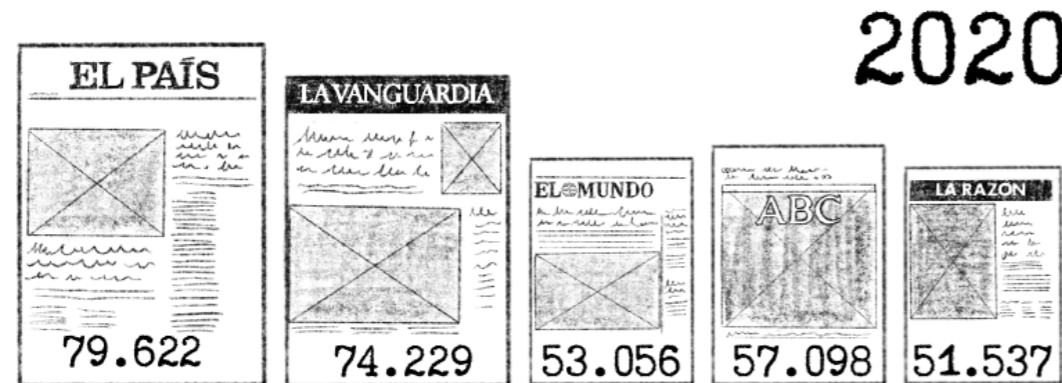 2020
EL PAÍS
79.622
LA VANGUARDIA
74.229
EL MUNDO
53.056
ABC
57.098
LA RAZÓN
51.537